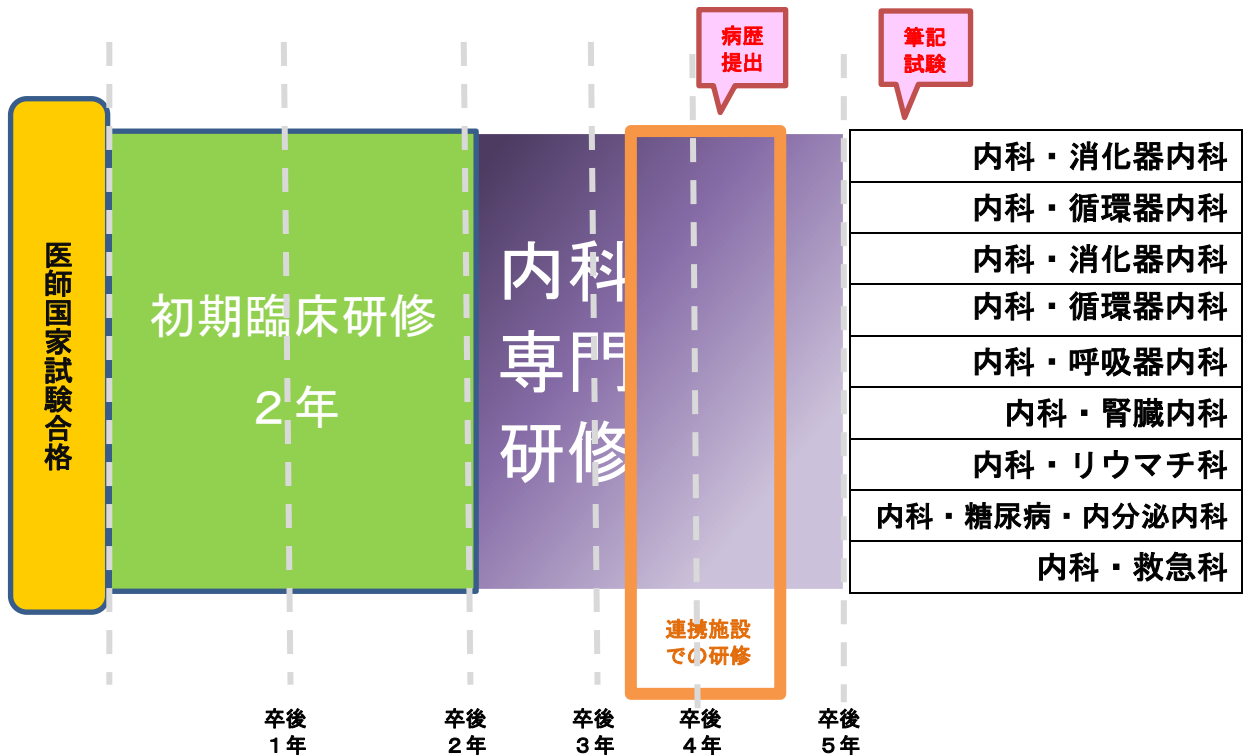 病歴
提出
筆記
試験
医師国家試験合格
初期臨床研修
２年
内科
専門
研修
内科・消化器内科
内科・循環器内科
内科・消化器内科
内科・循環器内科
内科・呼吸器内科
内科・腎臓内科
内科・リウマチ科
内科・糖尿病・内分泌内科
内科・救急科
連携施設
での研修
卒後
１年
卒後
２年
卒後
３年
卒後
４年
卒後
５年